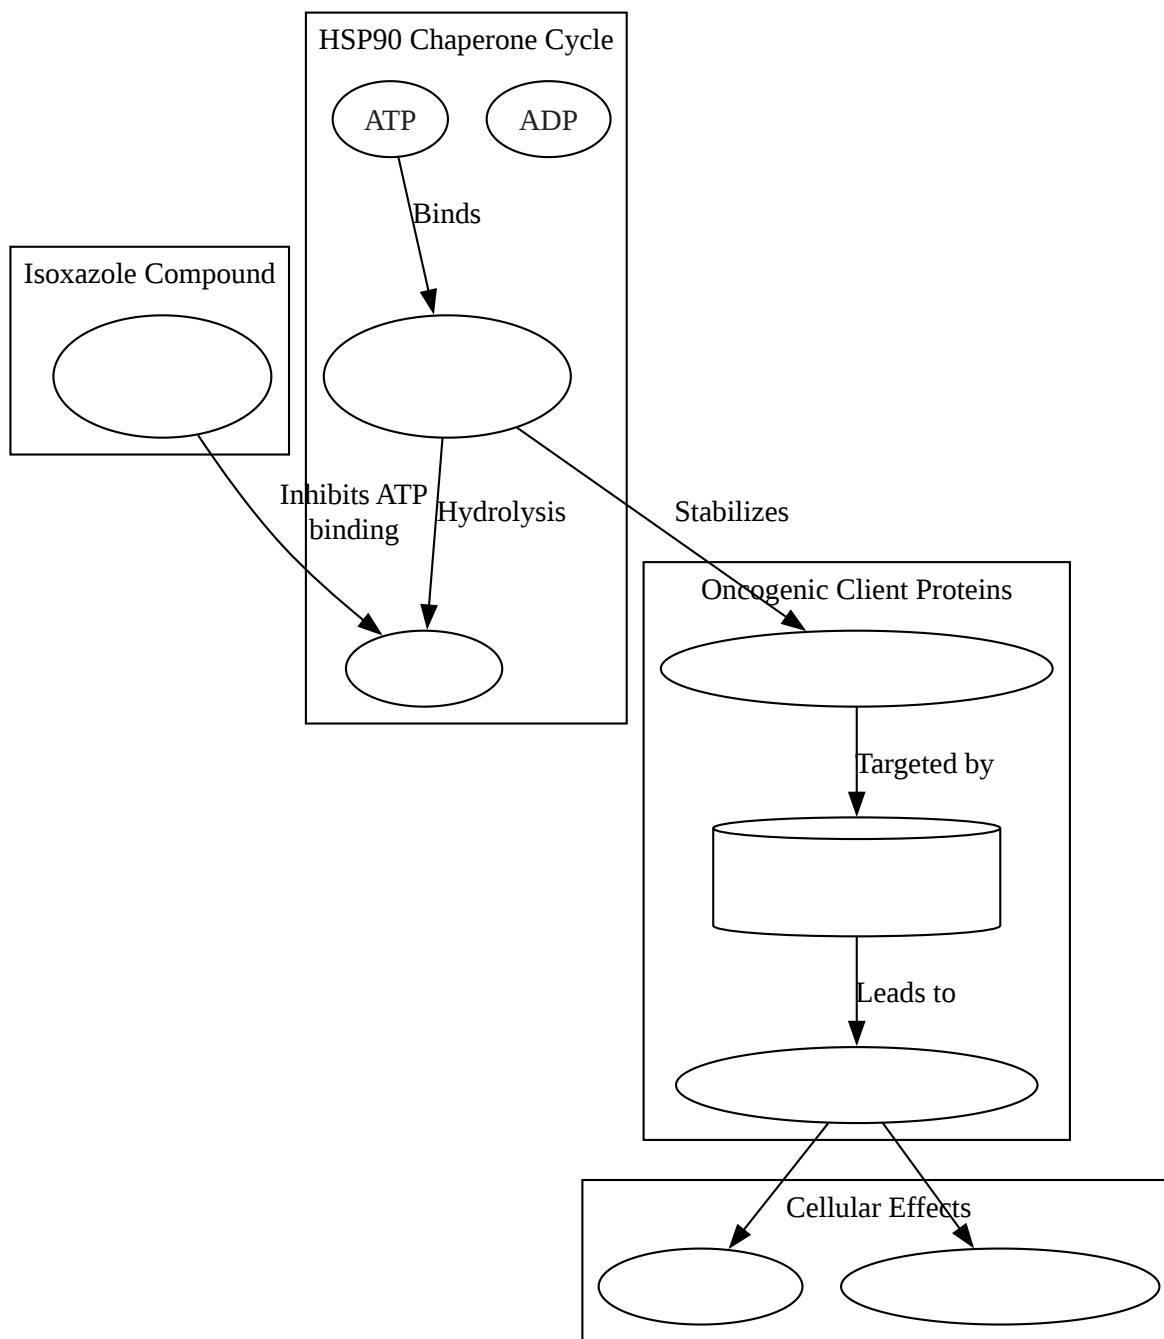 HSP90 Chaperone Cycle
ATP
ADP
Binds
Isoxazole Compound
Inhibits ATP
binding
Hydrolysis
Stabilizes
Oncogenic Client Proteins
Targeted by
Leads to
Cellular Effects